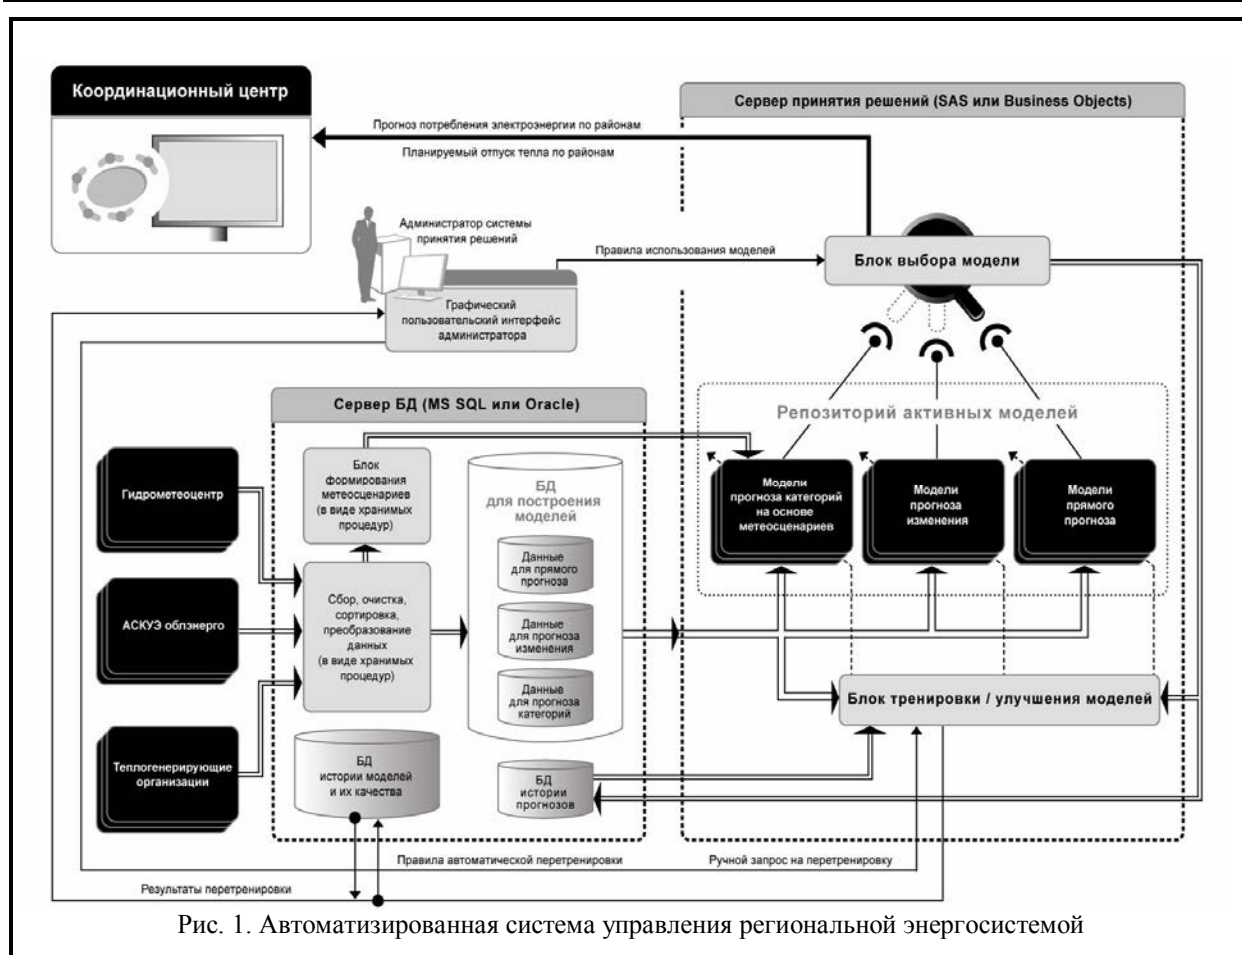 Координационный центр
Сервер принятия решений (SAS или Business Objects)
Прогноз потребления электроэнергии по районам
Планируемый отпуск тепла по районам
Администратор системы
принятия решений
Правила использования моделей
Блок выбора модели
Графический
пользовательский интерфейс
администратора
Сервер БД (MS SQL или Oracle)
Репозиторий активных моделей
Гидрометеоцентр
Блок
формирования
метеосценариев
(в виде хранимых
процедур)
БД
для построения
моделей
Модели
прогноза категорий
на основе
метеосценариев
Модели
прогноза
изменения
Модели
прямого
прогноза
Данные
для прямого
прогноза
АСКУЭ облэнерго
Сбор, очистка,
сортировка,
преобразование
данных
(в виде хранимых
процедур)
Данные
для прогноза
изменения
Данные
для прогноза
категорий
Блок тренировки / улучшения моделей
Теплогенерирующие
организации
БД
истории моделей
и их качества
БД
истории
прогнозов
Правила автоматической перетренировки
Ручной запрос на перетренировку
Результаты перетренировки
Рис. 1. Автоматизированная система управления региональной энергосистемой